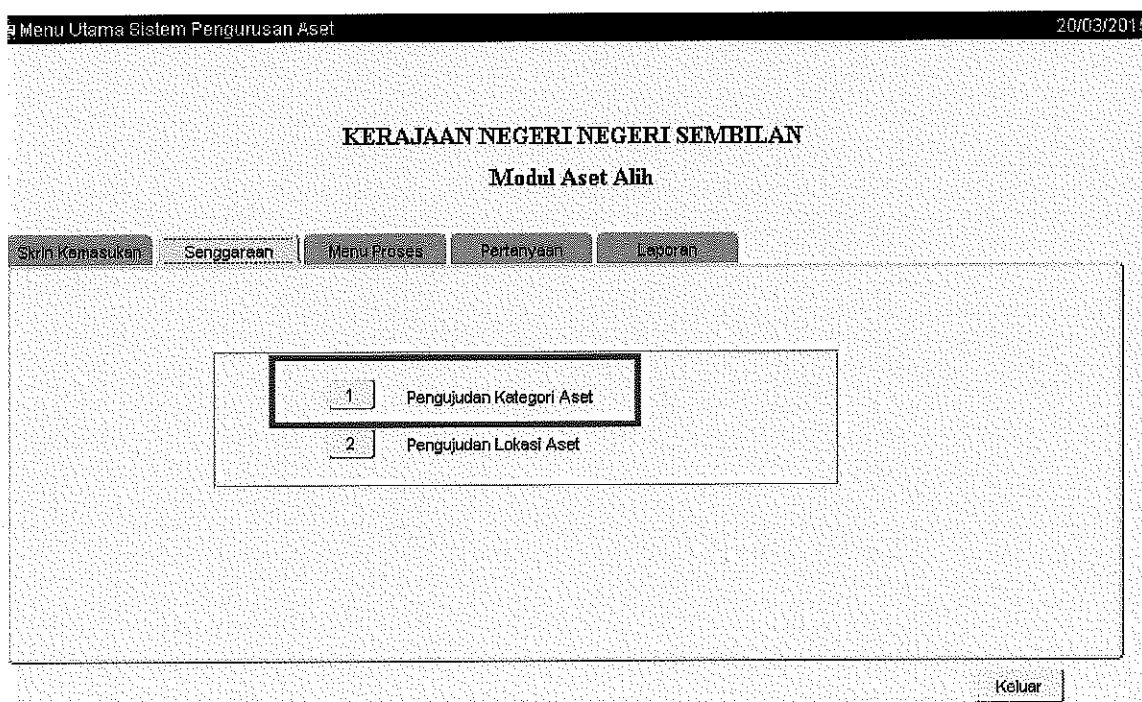 Menu Utama Sistem Pengurusan Aset 20/03/201
KERAJAAN NEGERI NEGERI SEMBILAN
Modul Aset Alih
Skrin Kemasukan Senggaraan Menu Proses Pertanyaan Laporan
1 Pengujudan Kategori Aset
2 Pengujudan Lokasi Aset
Keluar